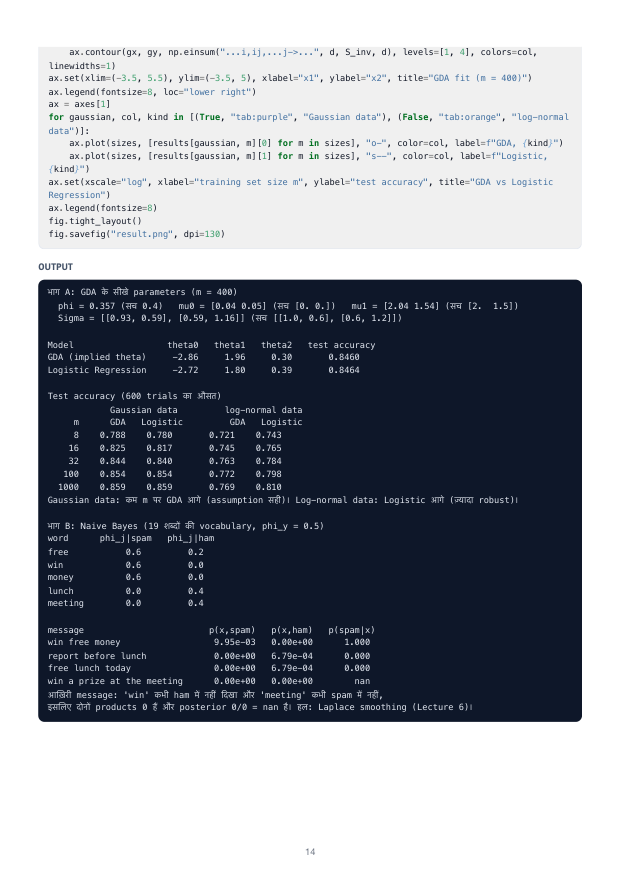 ax.contour(gx, gy, np.einsum("...i,ij,...j->...", d, S_inv, d), levels=[1, 4], colors=col,
linewidths=1)
ax.set(xlim=(-3.5, 5.5), ylim=(-3.5, 5), xlabel="x1", ylabel="x2", title="GDA fit (m = 400)")
ax.legend(fontsize=8, loc="lower right")
ax = axes[1]
for gaussian, col, kind in [(True, "tab:purple", "Gaussian data"), (False, "tab:orange", "log-normal
data")]:
    ax.plot(sizes, [results[gaussian, m][0] for m in sizes], "o-", color=col, label=f"GDA, {kind}")
    ax.plot(sizes, [results[gaussian, m][1] for m in sizes], "s--", color=col, label=f"Logistic,
{kind}")
ax.set(xscale="log", xlabel="training set size m", ylabel="test accuracy", title="GDA vs Logistic
Regression")
ax.legend(fontsize=8)
fig.tight_layout()
fig.savefig("result.png", dpi=130)
OUTPUT
भाग A: GDA के सीखे parameters (m = 400)
  phi = 0.357 (सच 0.4)   mu0 = [0.04 0.05] (सच [0. 0.])   mu1 = [2.04 1.54] (सच [2.  1.5])
  Sigma = [[0.93, 0.59], [0.59, 1.16]] (सच [[1.0, 0.6], [0.6, 1.2]])
Model                  theta0   theta1   theta2   test accuracy
GDA (implied theta)     -2.86     1.96     0.30      0.8460
Logistic Regression     -2.72     1.80     0.39      0.8464
Test accuracy (600 trials का औसत)
            Gaussian data         log-normal data
     m      GDA   Logistic         GDA   Logistic
     8    0.788    0.780       0.721    0.743
    16    0.825    0.817       0.745    0.765
    32    0.844    0.840       0.763    0.784
   100    0.854    0.854       0.772    0.798
  1000    0.859    0.859       0.769    0.810
Gaussian data: कम m पर GDA आगे (assumption सही)। Log-normal data: Logistic आगे (ज़्यादा robust)।
भाग B: Naive Bayes (19 शब्दों की vocabulary, phi_y = 0.5)
word     phi_j|spam   phi_j|ham
free           0.6         0.2
win            0.6         0.0
money          0.6         0.0
lunch          0.0         0.4
meeting        0.0         0.4
message                        p(x,spam)   p(x,ham)   p(spam|x)
win free money                  9.95e-03   0.00e+00       1.000
report before lunch             0.00e+00   6.79e-04       0.000
free lunch today                0.00e+00   6.79e-04       0.000
win a prize at the meeting      0.00e+00   0.00e+00         nan
आखिरी message: 'win' कभी ham में नहीं दिखा और 'meeting' कभी spam में नहीं,
इसलिए दोनों products 0 हैं और posterior 0/0 = nan है। हल: Laplace smoothing (Lecture 6)।
14